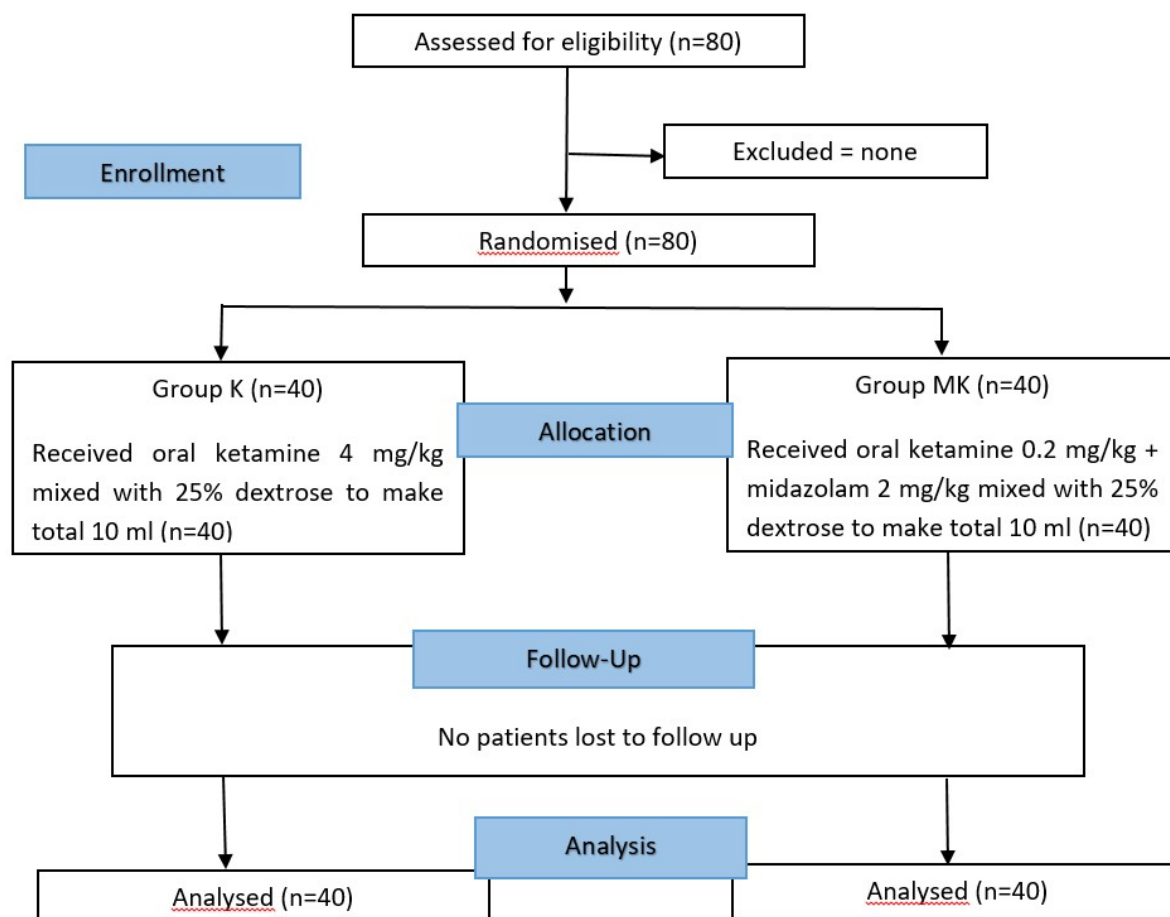 Assessed for eligibility (n=80)
Excluded = none
Enrollment
Randomised (n=80)
Group K (n=40)
Received oral ketamine 4 mg/kg
mixed with 25% dextrose to make
total 10 ml (n=40)
Allocation
Group MK (n=40)
Received oral ketamine 0.2 mg/kg +
midazolam 2 mg/kg mixed with 25%
dextrose to make total 10 ml (n=40)
Follow-Up
No patients lost to follow up
Analysis
Analysed (n=40)
Analysed (n=40)